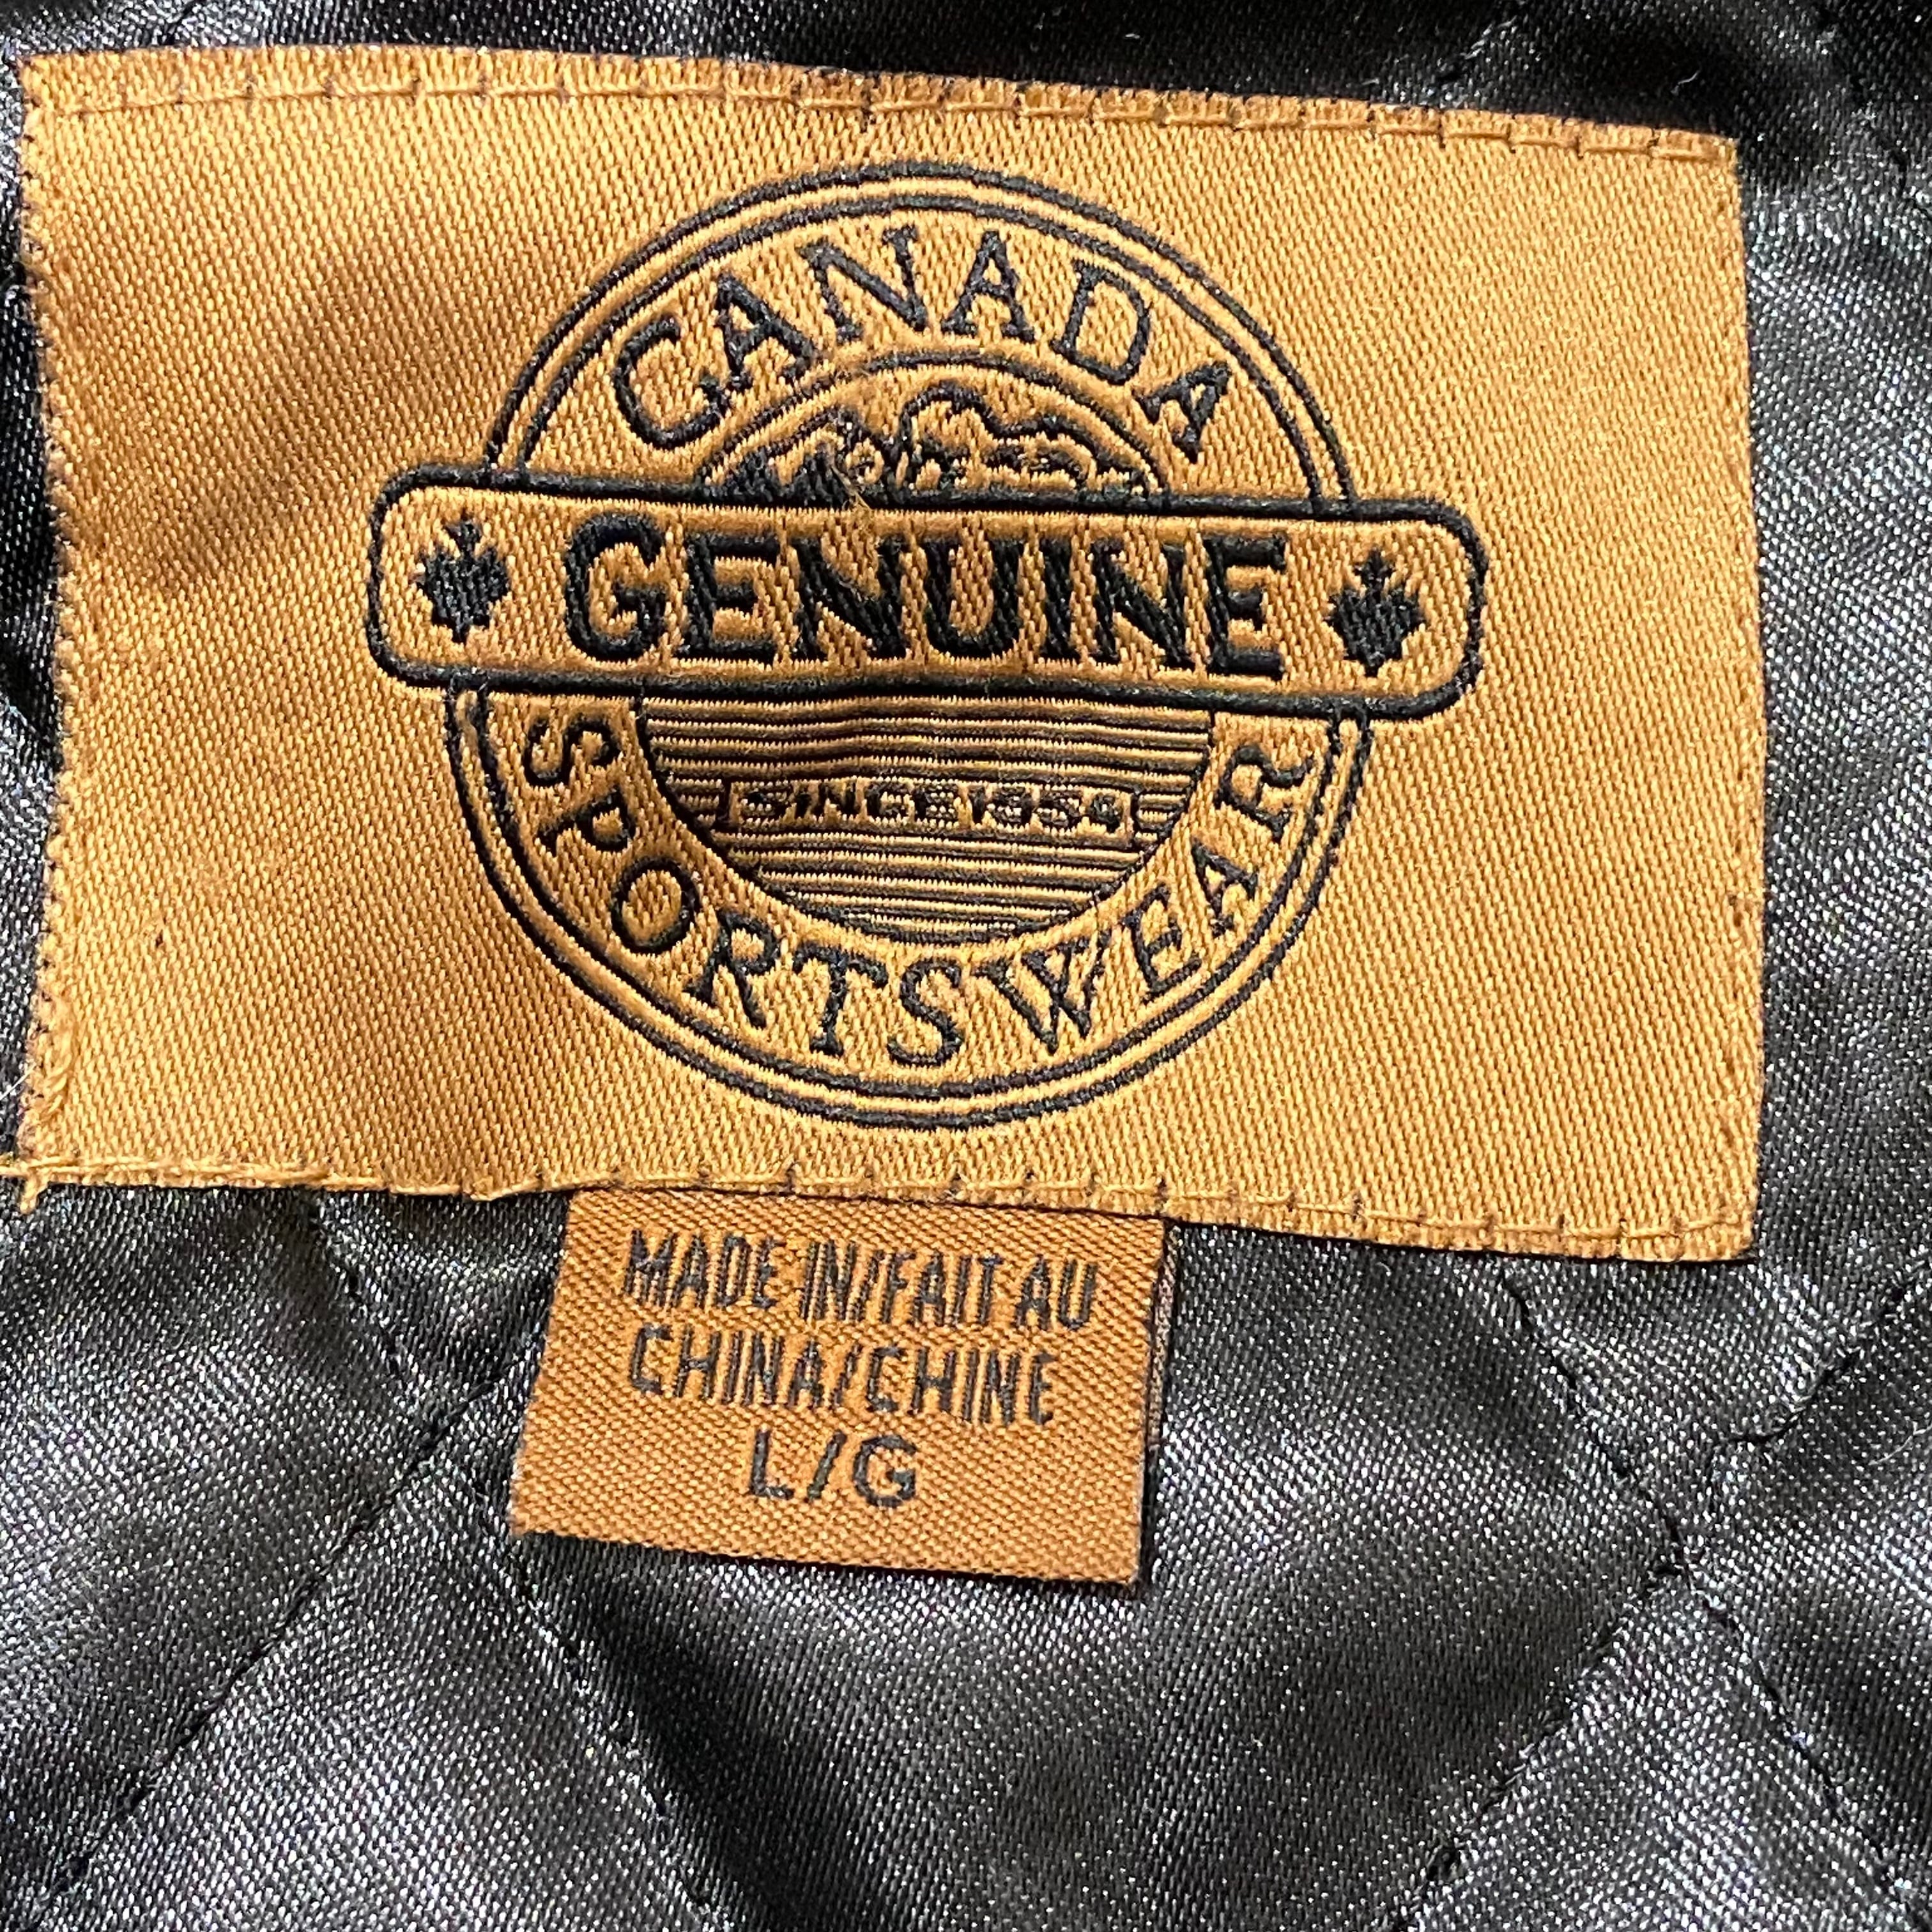 CANADA
GENUINE
SINCE 1954
SPORTSWEAR
MADE IN/FAIT AU
CHINA/CHINE
L/G